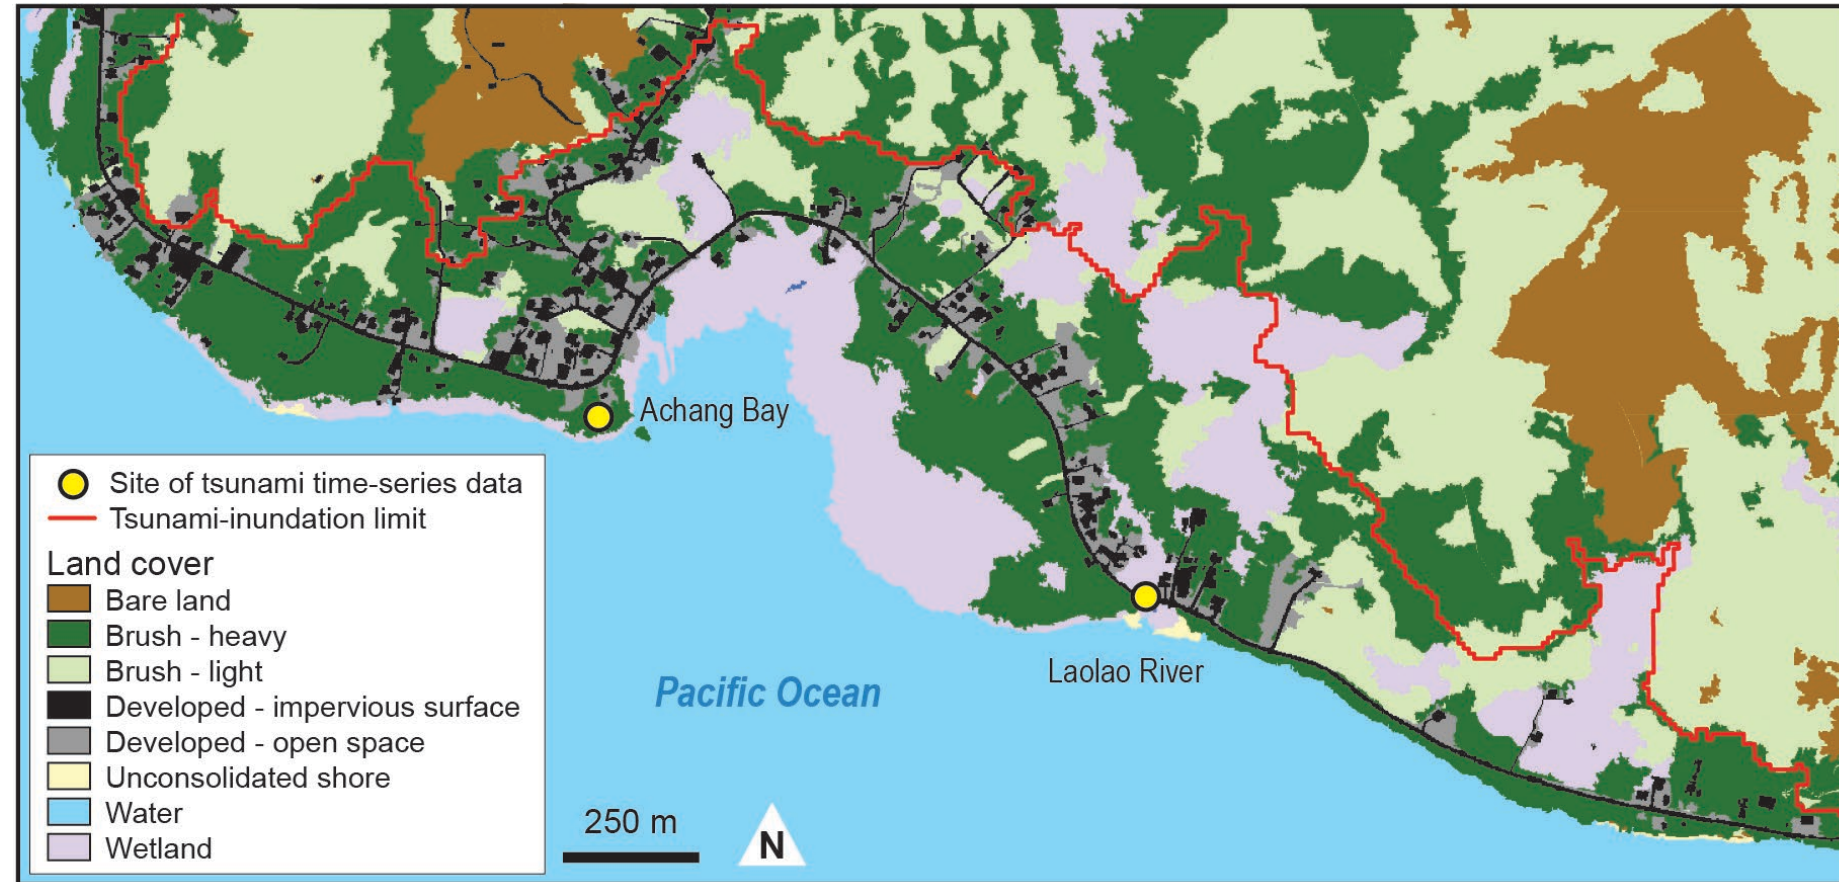 Achang Bay
Site of tsunami time-series data
Tsunami-inundation limit
Land cover
Bare land
Brush - heavy
Brush - light
Developed - impervious surface
Developed - open space
Unconsolidated shore
Water
Wetland
Laolao River
Pacific Ocean
250 m
N